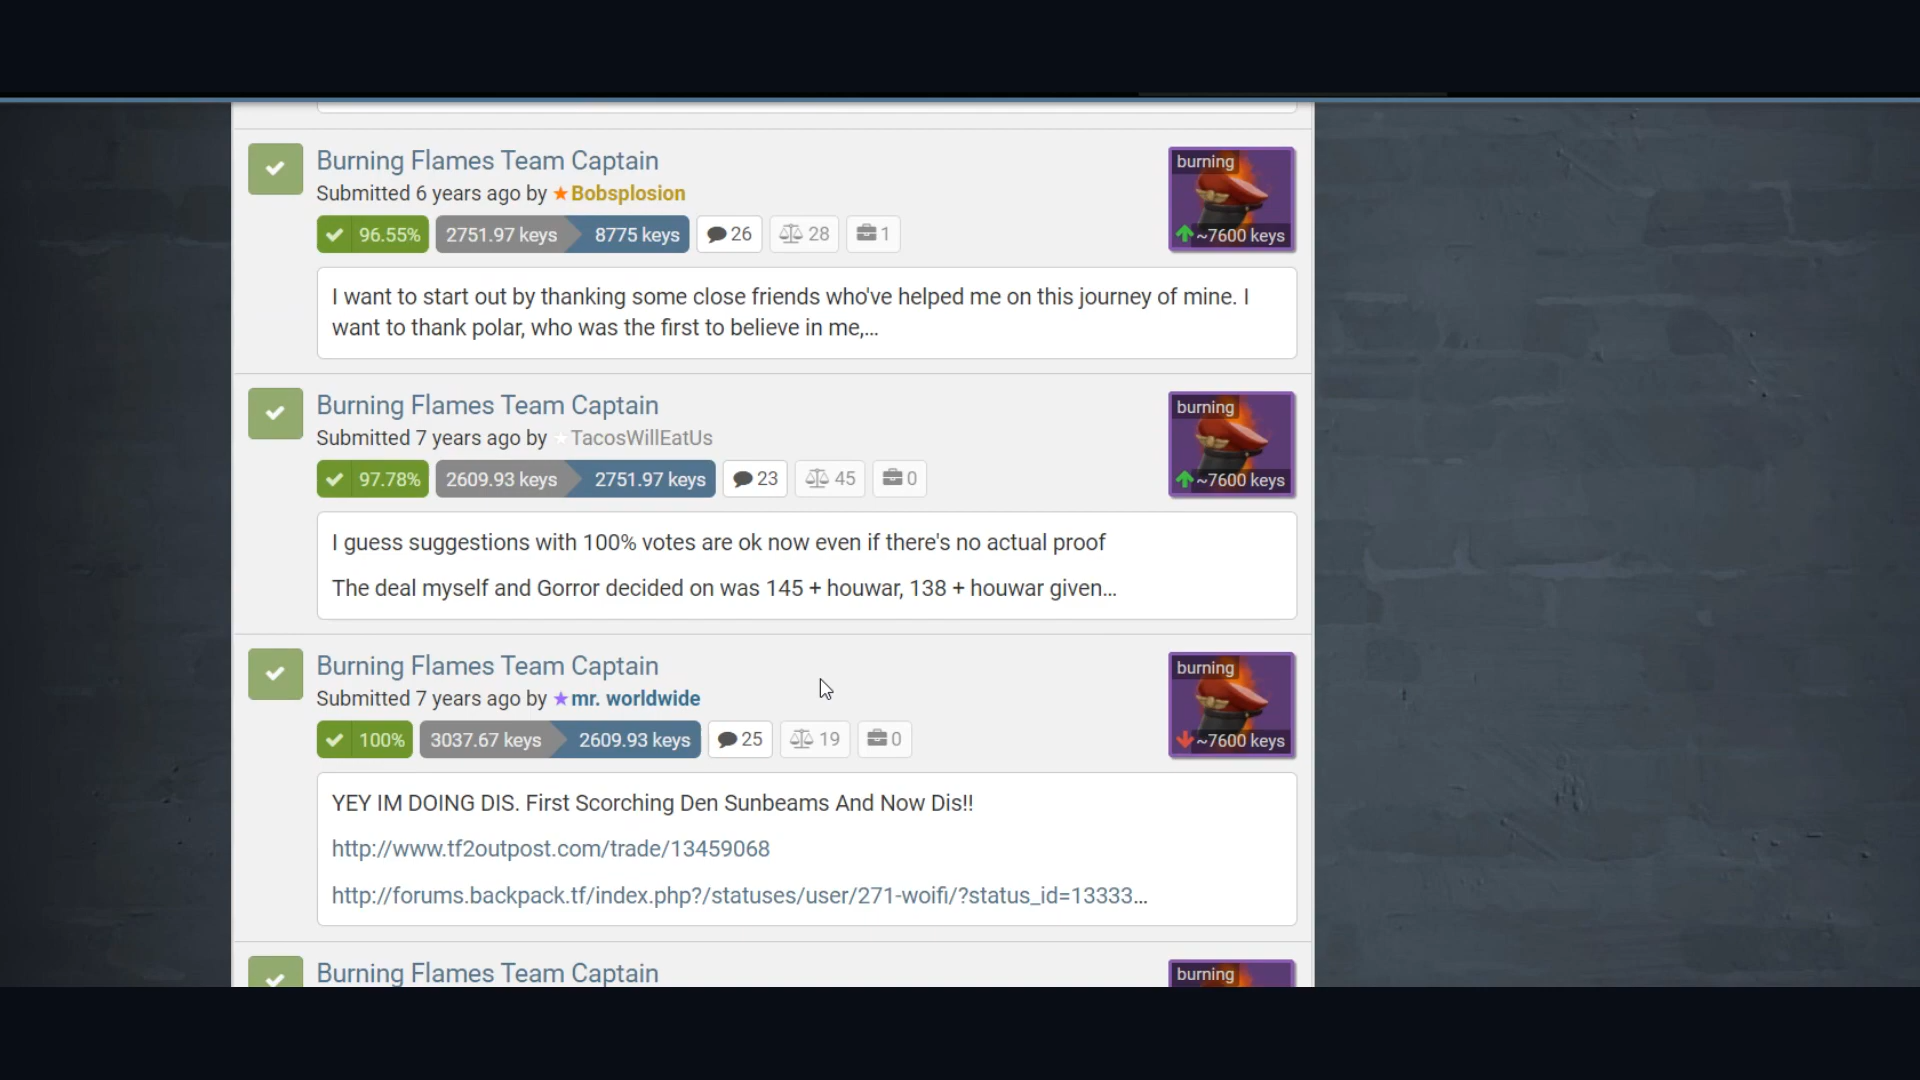 Burning Flames Team Captain
Submitted 6 years ago by ★Bobsplosion
96.55% 2751.97 keys 8775 keys 26 28 1
burning
~7600 keys
I want to start out by thanking some close friends who've helped me on this journey of mine. I
want to thank polar, who was the first to believe in me,...
Burning Flames Team Captain
Submitted 7 years ago by ★TacosWillEatUs
97.78% 2609.93 keys 2751.97 keys 23 45 0
burning
~7600 keys
I guess suggestions with 100% votes are ok now even if there's no actual proof
The deal myself and Gorror decided on was 145 + houwar, 138 + houwar given...
Burning Flames Team Captain
Submitted 7 years ago by ★mr. worldwide
100% 3037.67 keys 2609.93 keys 25 19 0
burning
~7600 keys
YEY IM DOING DIS. First Scorching Den Sunbeams And Now Dis!!
http://www.tf2outpost.com/trade/13459068
http://forums.backpack.tf/index.php?/statuses/user/271-woifi/?status_id=13333...
Burning Flames Team Captain
burning